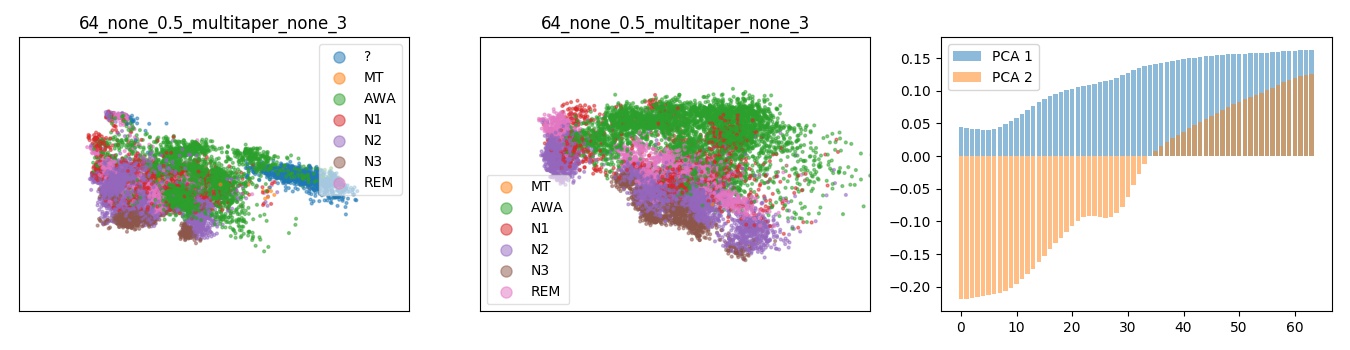 64_none_0.5_multitaper_none_3
?
MT
AWA
N1
N2
N3
REM
64_none_0.5_multitaper_none_3
MT
AWA
N1
N2
N3
REM
PCA 1
PCA 2
0.15
0.10
0.05
0.00
−0.05
−0.10
−0.15
−0.20
0 10 20 30 40 50 60